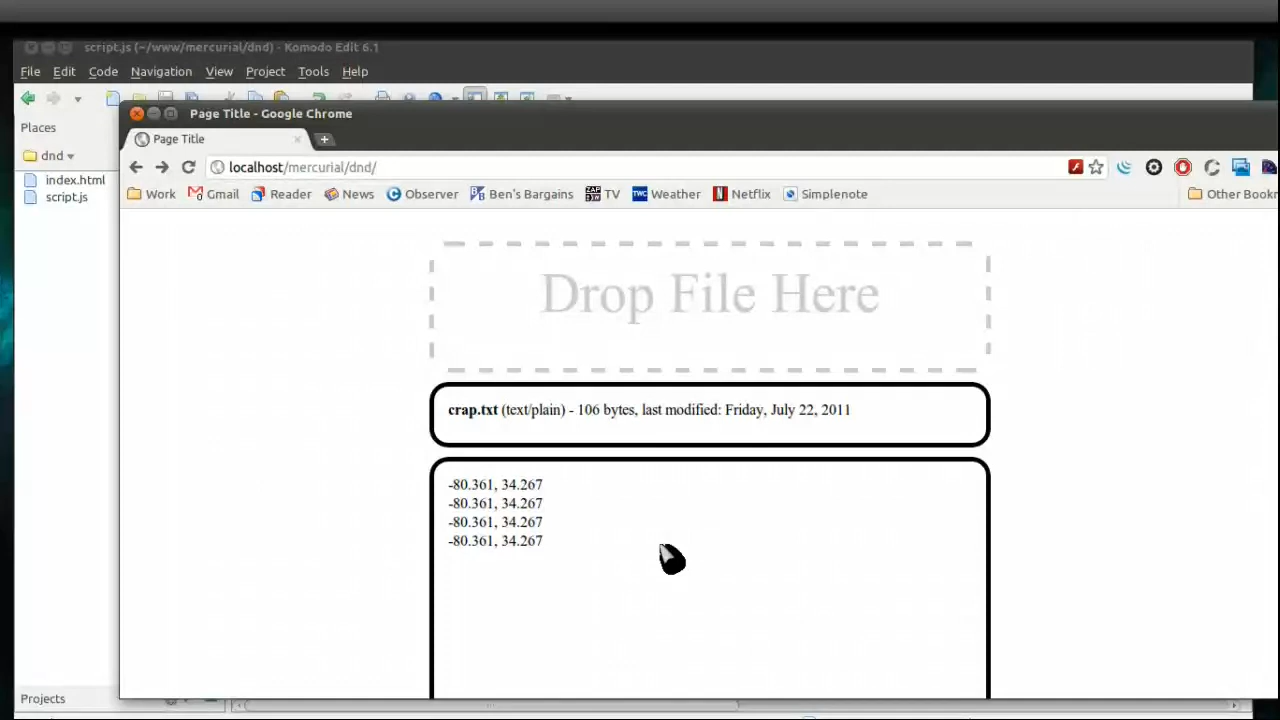 script.js (~/www/mercurial/dnd) - Komodo Edit 6.1
File Edit Code Navigation View Project Tools Help
Places
dnd
index.html
script.js
Page Title - Google Chrome
Page Title
localhost/mercurial/dnd/
Work Gmail Reader News Observer Ben's Bargains TV Weather Netflix Simplenote Other Bookr
Drop File Here
crap.txt (text/plain) - 106 bytes, last modified: Friday, July 22, 2011
-80.361, 34.267
-80.361, 34.267
-80.361, 34.267
-80.361, 34.267
Projects